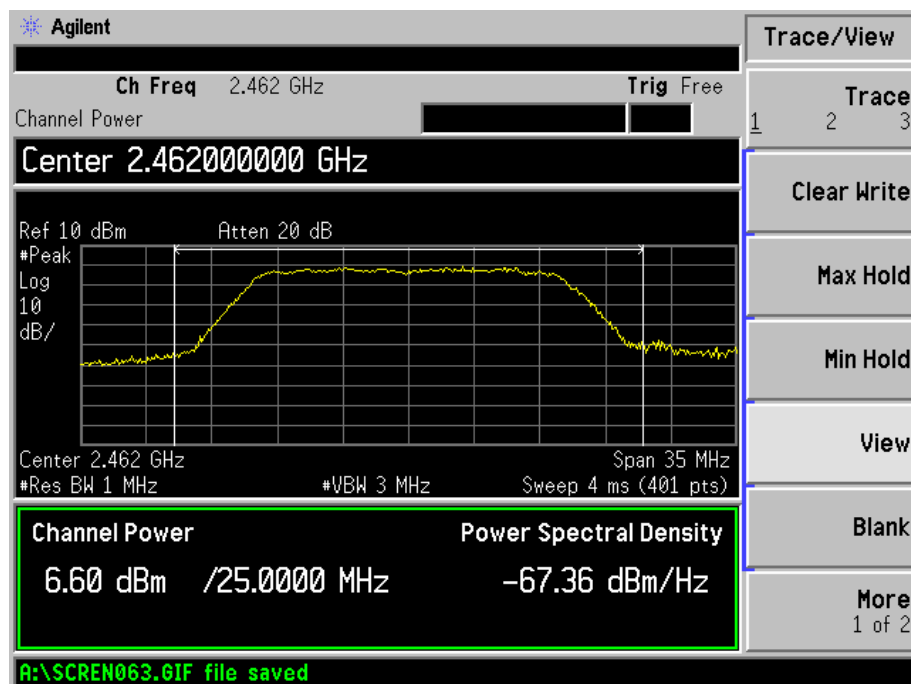 Agilent
Ch Freq 2.462 GHz Trig Free
Channel Power
Center 2.462000000 GHz
Ref 10 dBm Atten 20 dB
#Peak
Log
10
dB/
Center 2.462 GHz Span 35 MHz
#Res BW 1 MHz #VBW 3 MHz Sweep 4 ms (401 pts)
Channel Power Power Spectral Density
6.60 dBm /25.0000 MHz -67.36 dBm/Hz
A:\SCREN063.GIF file saved
Trace/View
Trace
1 2 3
Clear Write
Max Hold
Min Hold
View
Blank
More
1 of 2